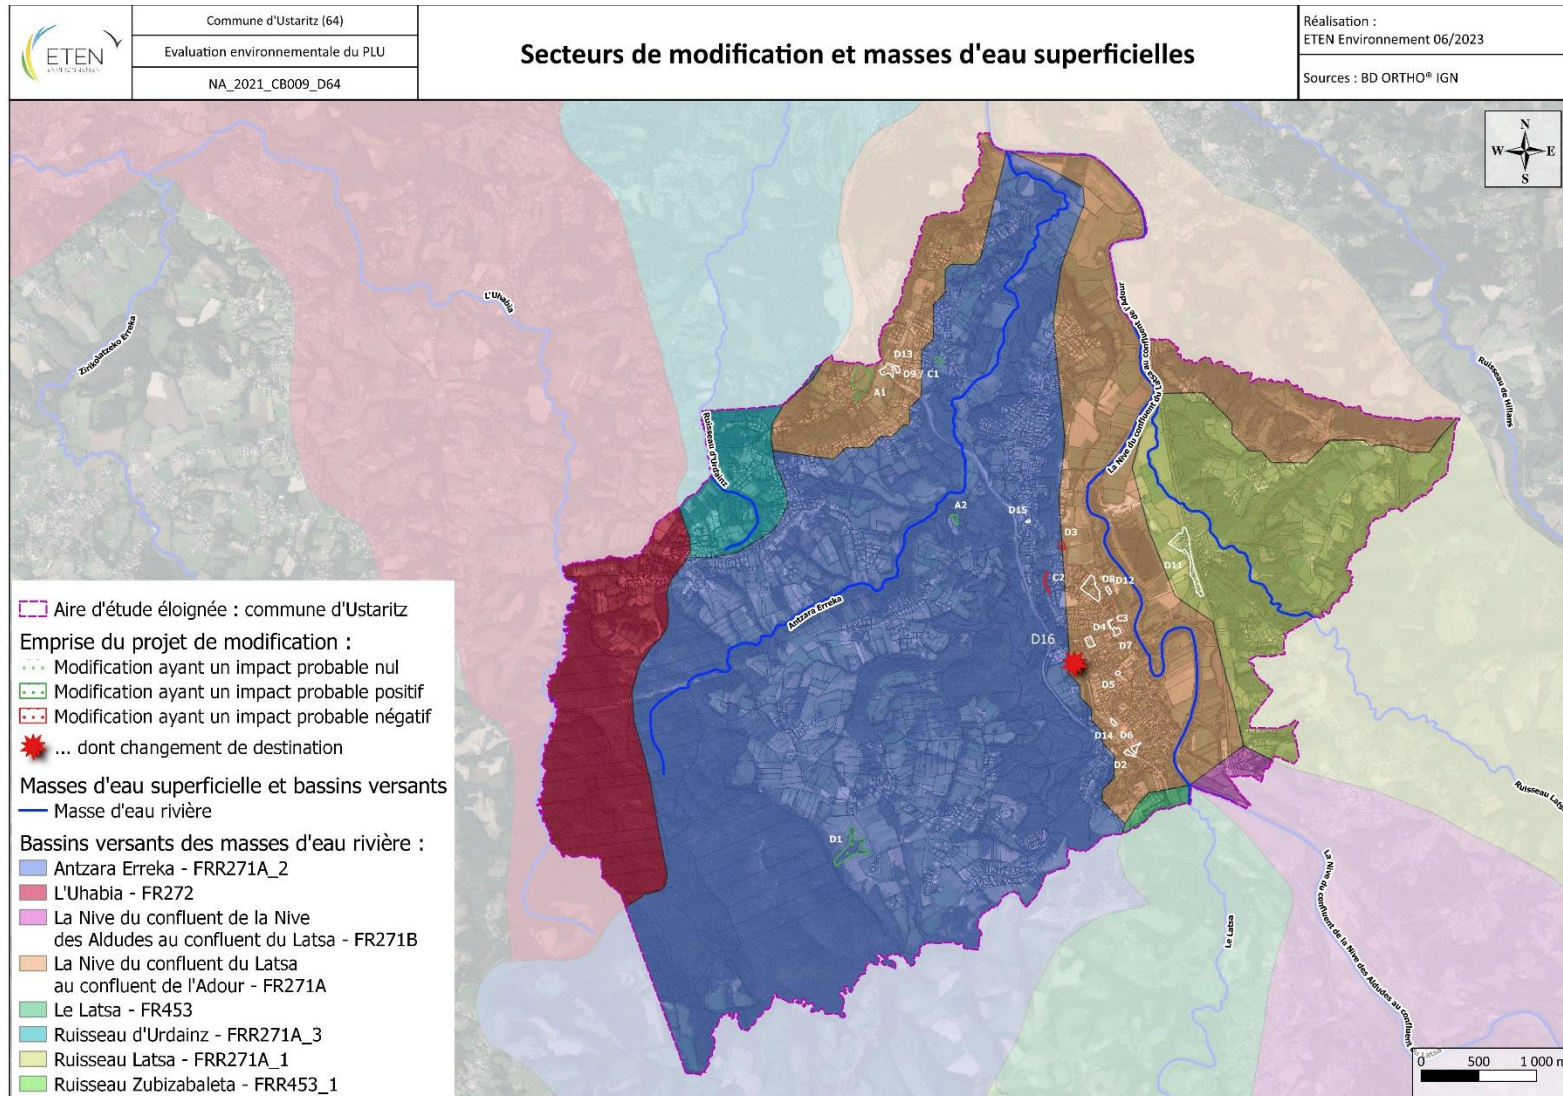 ETEN
Commune d'Ustaritz (64)
Evaluation environnementale du PLU
NA_2021_CB009_D64
Secteurs de modification et masses d'eau superficielles
Réalisation :
ETEN Environnement 06/2023
Sources : BD ORTHO® IGN
N
W E
S
L'Uhabia
Zirikolatzeko Erreka
Ruisseau d'Urdainz
Antzara Erreka
La Nive du confluent du Latsa au confluent de l'Adour
La Nive du confluent du Latsa
Ruisseau de Hillans
Ruisseau Latsa
Le Latsa
La Nive du confluent de la Nive des Aldudes au confluent du Latsa
D13
D9 / C1
A1
A2
D15
D3
C2
D8
D12
D11
C3
D4
D7
D16
D5
D14
D6
D2
D1
Aire d'étude éloignée : commune d'Ustaritz
Emprise du projet de modification :
Modification ayant un impact probable nul
Modification ayant un impact probable positif
Modification ayant un impact probable négatif
... dont changement de destination
Masses d'eau superficielle et bassins versants
Masse d'eau rivière
Bassins versants des masses d'eau rivière :
Antzara Erreka - FRR271A_2
L'Uhabia - FR272
La Nive du confluent de la Nive
des Aldudes au confluent du Latsa - FR271B
La Nive du confluent du Latsa
au confluent de l'Adour - FR271A
Le Latsa - FR453
Ruisseau d'Urdainz - FRR271A_3
Ruisseau Latsa - FRR271A_1
Ruisseau Zubizabaleta - FRR453_1
0 500 1 000 m